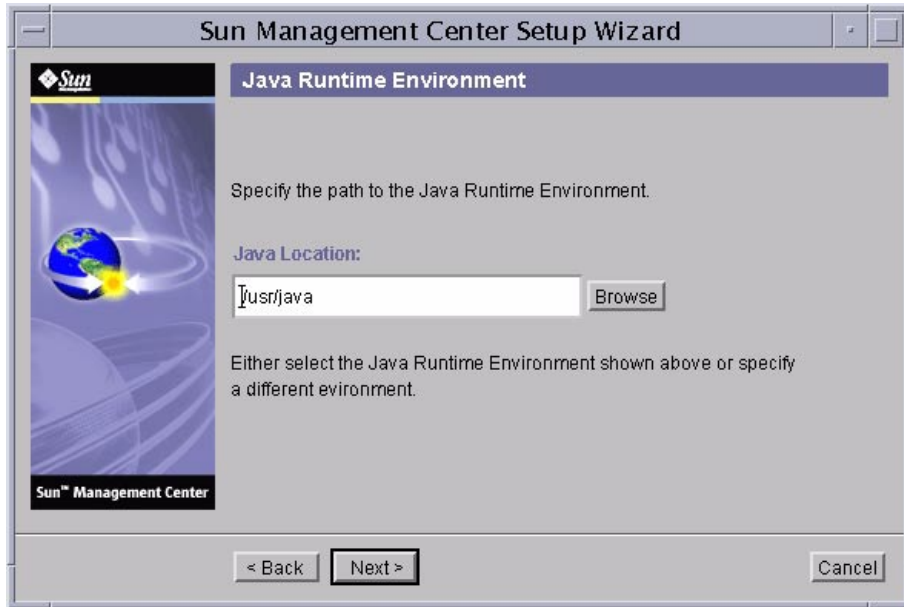 Sun Management Center Setup Wizard
Sun
Java Runtime Environment
Specify the path to the Java Runtime Environment.
Java Location:
/usr/java
Browse
Either select the Java Runtime Environment shown above or specify
a different evironment.
Sun™ Management Center
< Back
Next >
Cancel